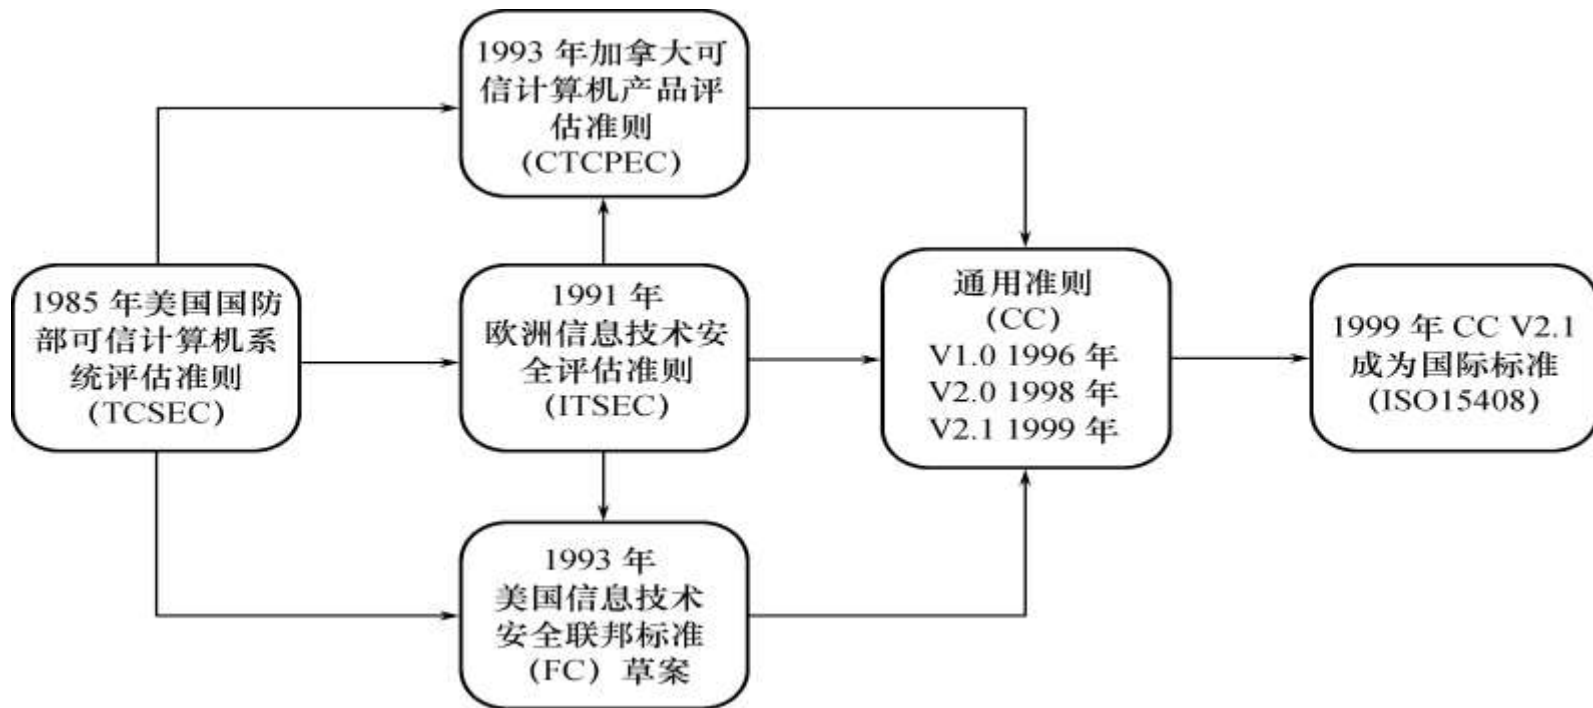 1993 年加拿大可
信计算机产品评
估准则
(CTCPEC)
1985 年美国国防
部可信计算机系
统评估准则
(TCSEC)
1991 年
欧洲信息技术安
全评估准则
(ITSEC)
1993 年
美国信息技术
安全联邦标准
(FC) 草案
通用准则
(CC)
V1.0 1996 年
V2.0 1998 年
V2.1 1999 年
1999 年 CC V2.1
成为国际标准
(ISO15408)